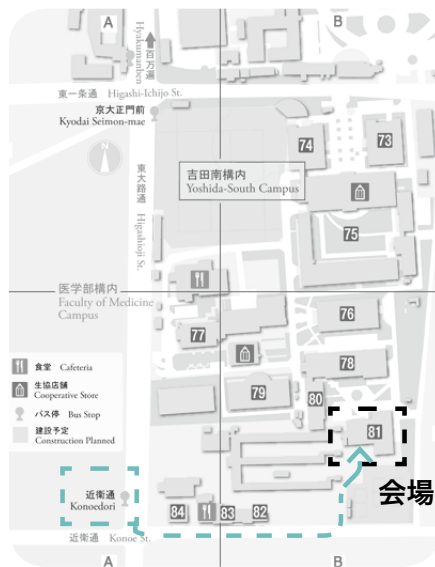 A
B
Hyakumanben
百万遍
東一条通 Higashi-Ichijo St.
京大正門前
Kyodai Seimon-mae
N
74
73
吉田南構内
Yoshida-South Campus
東大路通 Higashioji St.
75
医学部構内
Faculty of Medicine
Campus
76
77
78
食堂 Cafeteria
生協店舗
Cooperative Store
バス停 Bus Stop
建設予定
Construction Planned
79
80
81
会場
近衛通
Konoedori
84
83
82
近衛通 Konoe St.
A
B